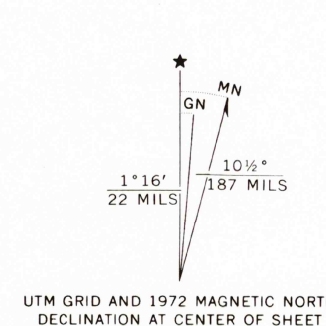 ★
MN
GN
10½°
187 MILS
1°16′
22 MILS
UTM GRID AND 1972 MAGNETIC NORT
DECLINATION AT CENTER OF SHEET